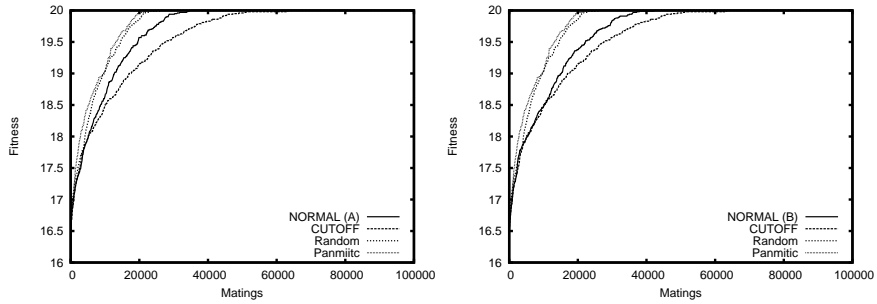 20
19.5
19
18.5
18
17.5
17
16.5
16
Fitness
0 20000 40000 60000 80000 100000
Matings
NORMAL (A)
CUTOFF
Random
Panmiitc
20
19.5
19
18.5
18
17.5
17
16.5
16
Fitness
0 20000 40000 60000 80000 100000
Matings
NORMAL (B)
CUTOFF
Random
Panmitic